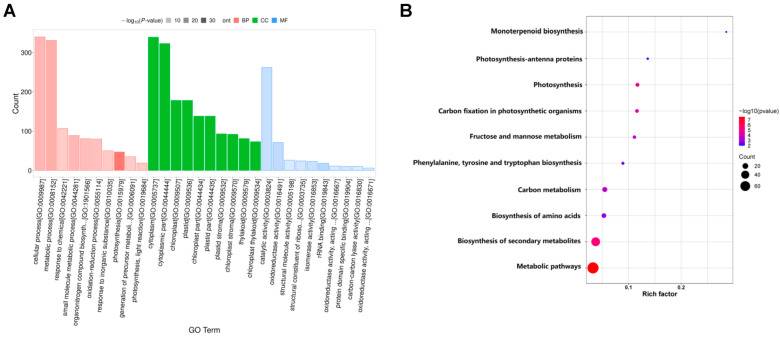 A
−log₁₀(P-value) 10 20 30 ont BP CC MF
Count
300
200
100
0
cellular process[GO:0009987]
metabolic process[GO:0008152]
response to chemical[GO:0042221]
small molecule metabolic process[GO:0044281]
organonitrogen compound biosynth...[GO:1901566]
oxidation-reduction process[GO:0055114]
response to inorganic substance[GO:0010035]
photosynthesis[GO:0015979]
generation of precursor metaboli...[GO:0006091]
photosynthesis, light reaction[GO:0019684]
cytoplasm[GO:0005737]
cytoplasmic part[GO:0044444]
chloroplast[GO:0009507]
plastid[GO:0009536]
chloroplast part[GO:0044434]
plastid part[GO:0044435]
plastid stroma[GO:0009532]
chloroplast stroma[GO:0009570]
thylakoid[GO:0009579]
chloroplast thylakoid[GO:0009534]
catalytic activity[GO:0003824]
oxidoreductase activity[GO:0016491]
structural molecule activity[GO:0005198]
structural constituent of riboso...[GO:0003735]
isomerase activity[GO:0016853]
rRNA binding[GO:0019843]
oxidoreductase activity, acting ...[GO:0016667]
protein domain specific binding[GO:0019904]
carbon-carbon lyase activity[GO:0016830]
oxidoreductase activity, acting ...[GO:0016671]
GO Term
B
Monoterpenoid biosynthesis
Photosynthesis-antenna proteins
Photosynthesis
Carbon fixation in photosynthetic organisms
Fructose and mannose metabolism
Phenylalanine, tyrosine and tryptophan biosynthesis
Carbon metabolism
Biosynthesis of amino acids
Biosynthesis of secondary metabolites
Metabolic pathways
0.1 0.2
Rich factor
−log10(pvalue)
7
6
5
4
3
2
Count
20
40
60